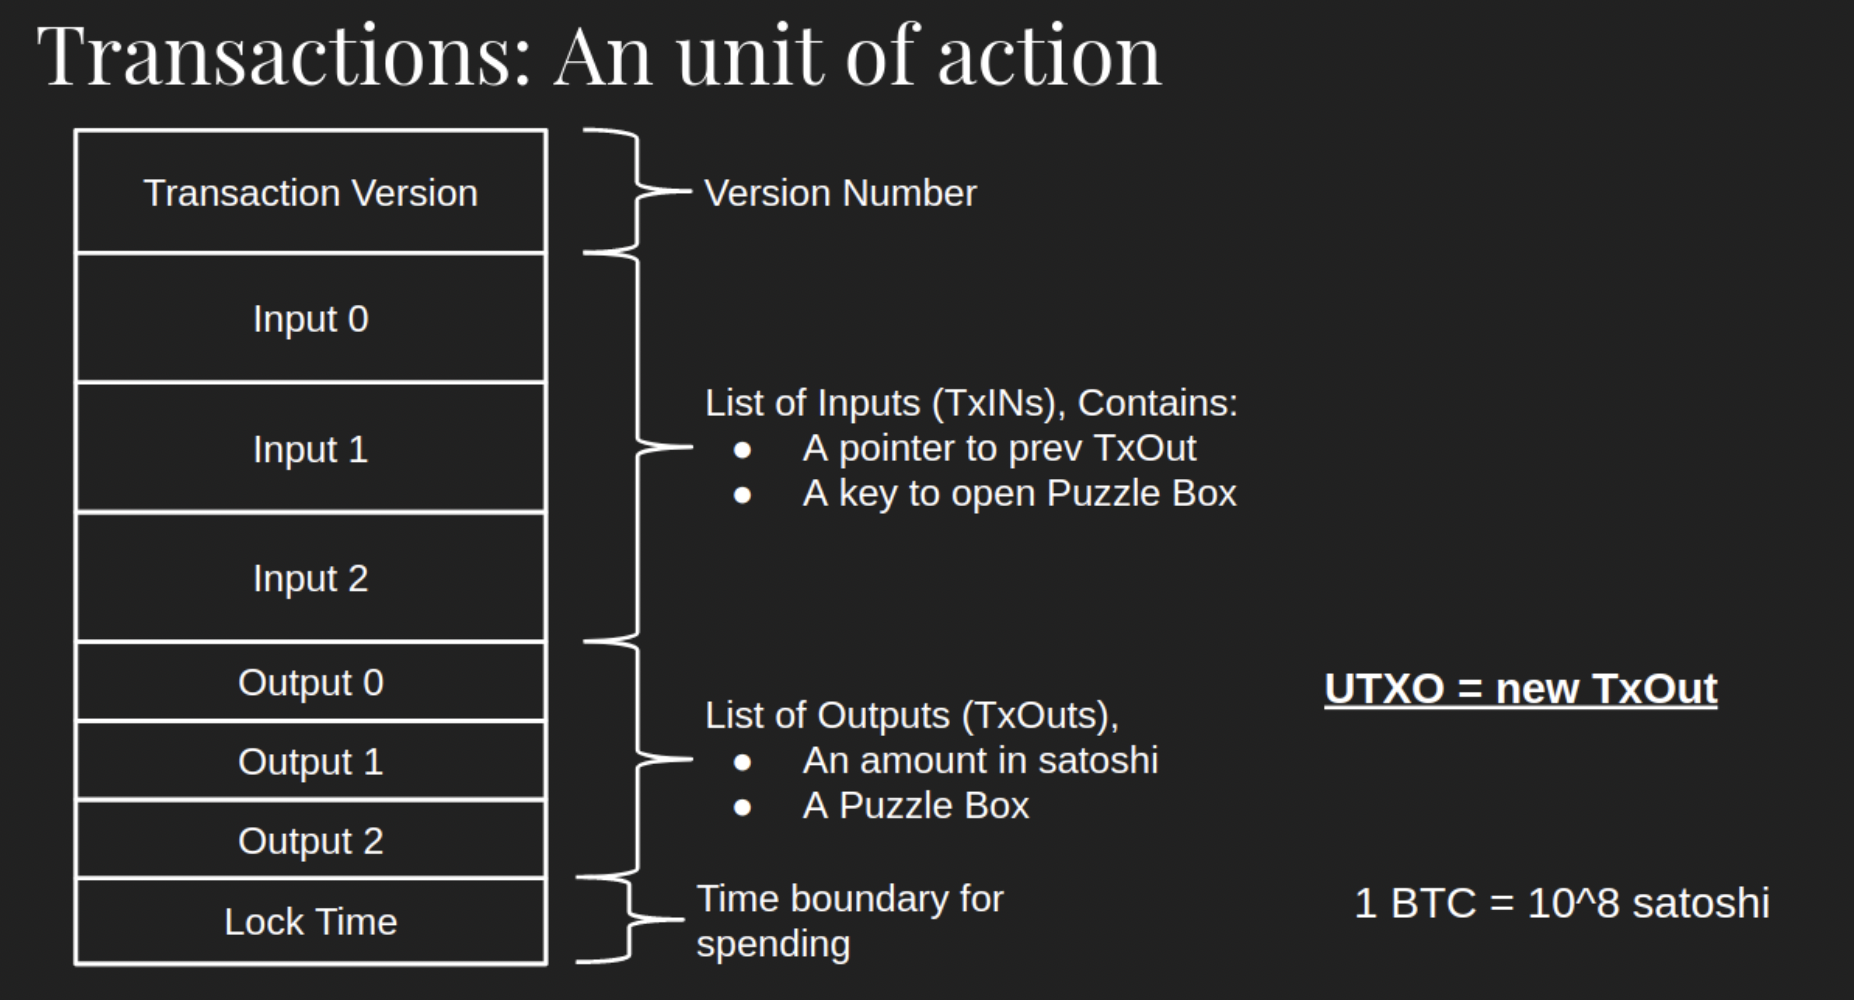 Transactions: An unit of action
Transaction Version
Version Number
Input 0
Input 1
Input 2
List of Inputs (TxINs), Contains:
● A pointer to prev TxOut
● A key to open Puzzle Box
Output 0
Output 1
Output 2
List of Outputs (TxOuts),
● An amount in satoshi
● A Puzzle Box
UTXO = new TxOut
Lock Time
Time boundary for
spending
1 BTC = 10^8 satoshi